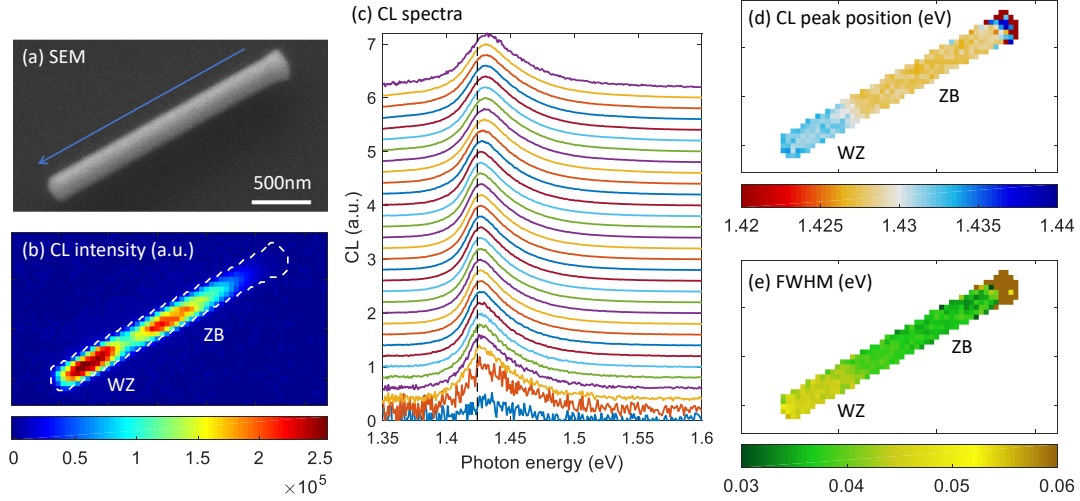 (a) SEM
500nm
(b) CL intensity (a.u.)
ZB
WZ
0 0.5 1 1.5 2 2.5
×10⁵
(c) CL spectra
CL (a.u.)
7
6
5
4
3
2
1
0
1.35 1.4 1.45 1.5 1.55 1.6
Photon energy (eV)
(d) CL peak position (eV)
ZB
WZ
1.42 1.425 1.43 1.435 1.44
(e) FWHM (eV)
ZB
WZ
0.03 0.04 0.05 0.06